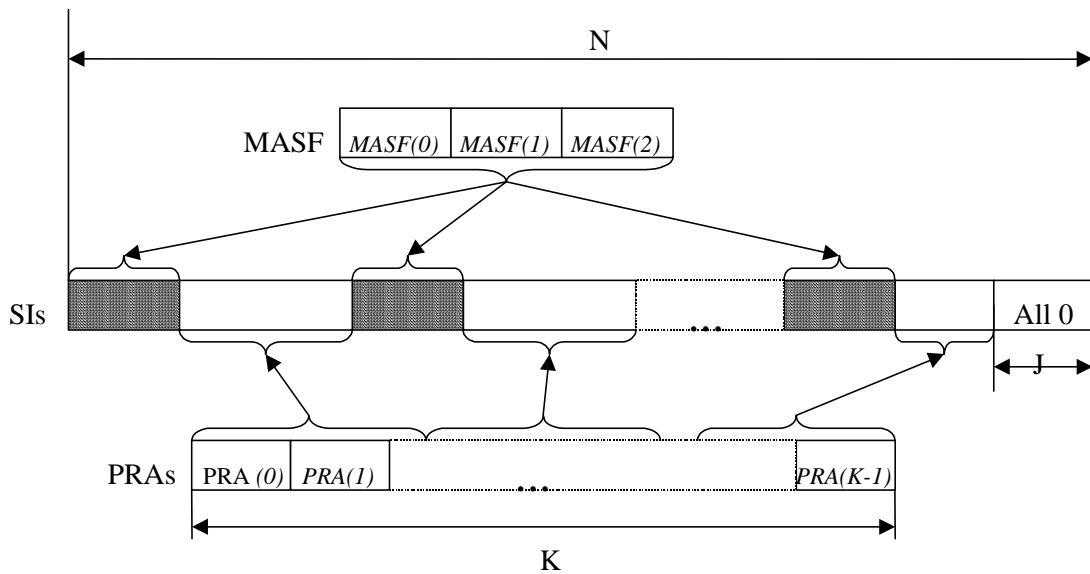 N
MASF MASF(0) MASF(1) MASF(2)
SIs ... All 0
J
PRAs PRA (0) PRA(1) ... PRA(K-1)
K